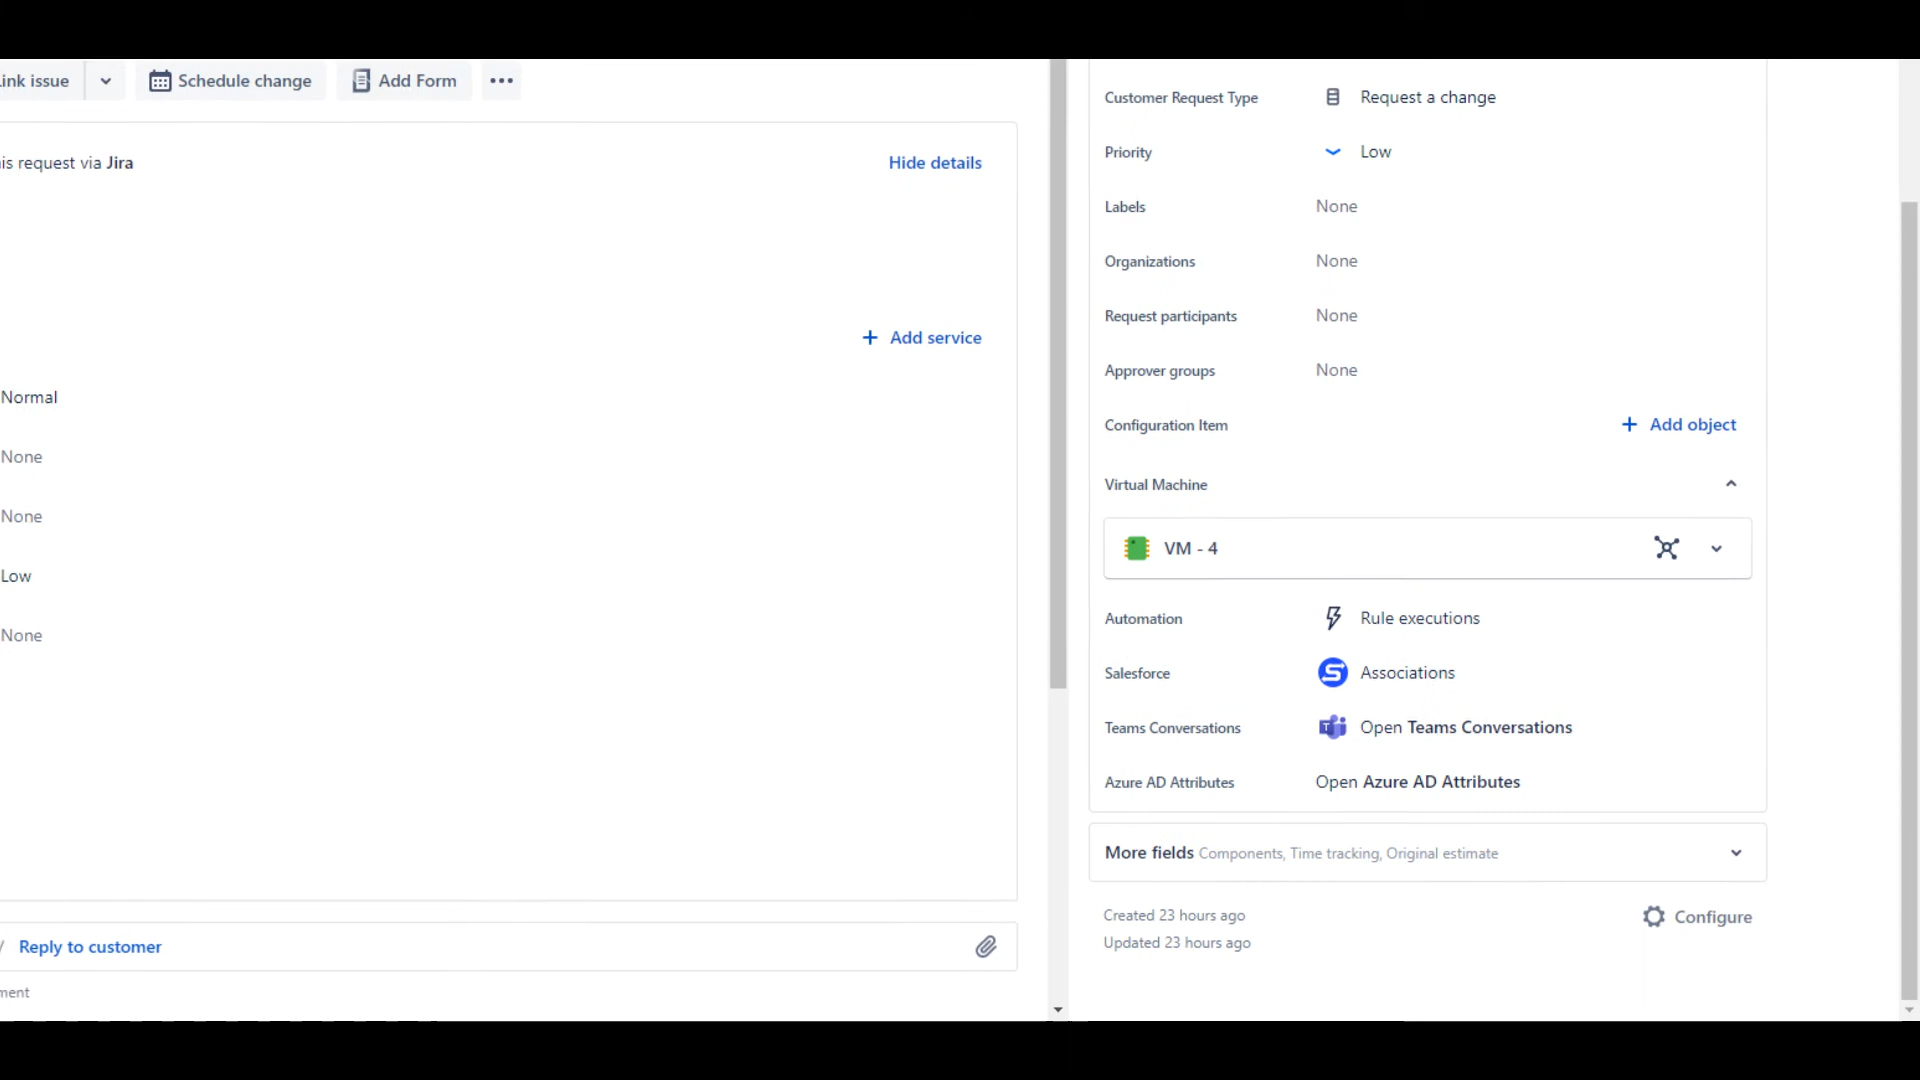 ink issue
Schedule change
Add Form
is request via Jira
Hide details
Add service
Normal
None
None
Low
None
Reply to customer
ment
Customer Request Type Request a change
Priority Low
Labels None
Organizations None
Request participants None
Approver groups None
Configuration Item Add object
Virtual Machine
VM - 4
Automation Rule executions
Salesforce Associations
Teams Conversations Open Teams Conversations
Azure AD Attributes Open Azure AD Attributes
More fields Components, Time tracking, Original estimate
Created 23 hours ago Configure
Updated 23 hours ago